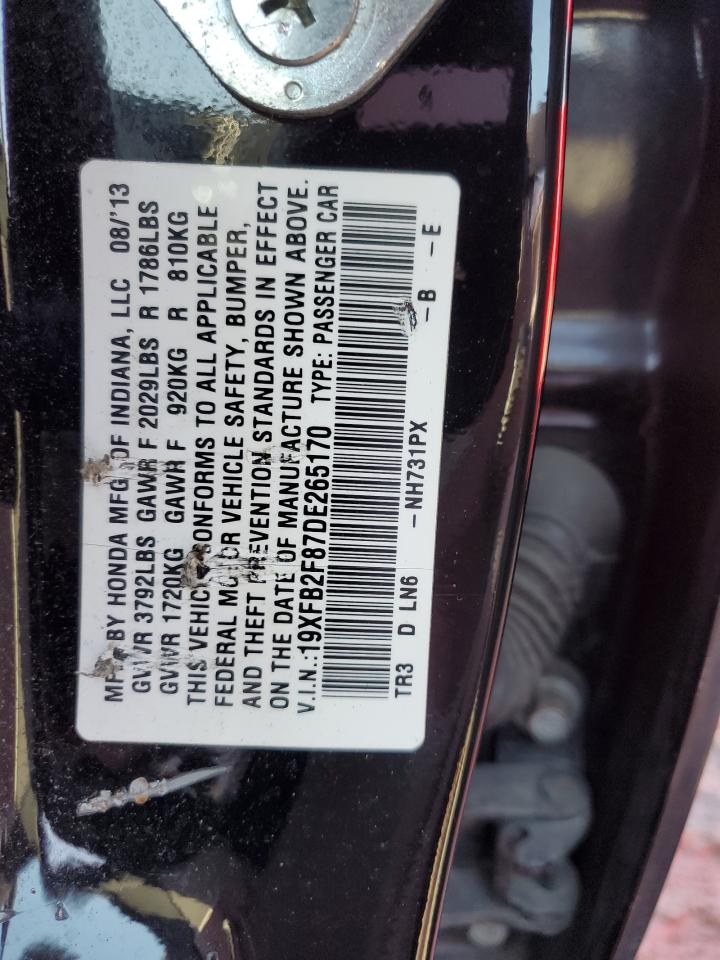 MFD BY HONDA MFG OF INDIANA, LLC 08/'13
GVWR 3792LBS GAWR F 2029LBS R 1786LBS
GVWR 1720KG GAWR F 920KG R 810KG
THIS VEHICLE CONFORMS TO ALL APPLICABLE
FEDERAL MOTOR VEHICLE SAFETY, BUMPER,
AND THEFT PREVENTION STANDARDS IN EFFECT
ON THE DATE OF MANUFACTURE SHOWN ABOVE.
V.I.N.:19XFB2F87DE265170 TYPE: PASSENGER CAR
TR3 D LN6 -NH731PX -B -E